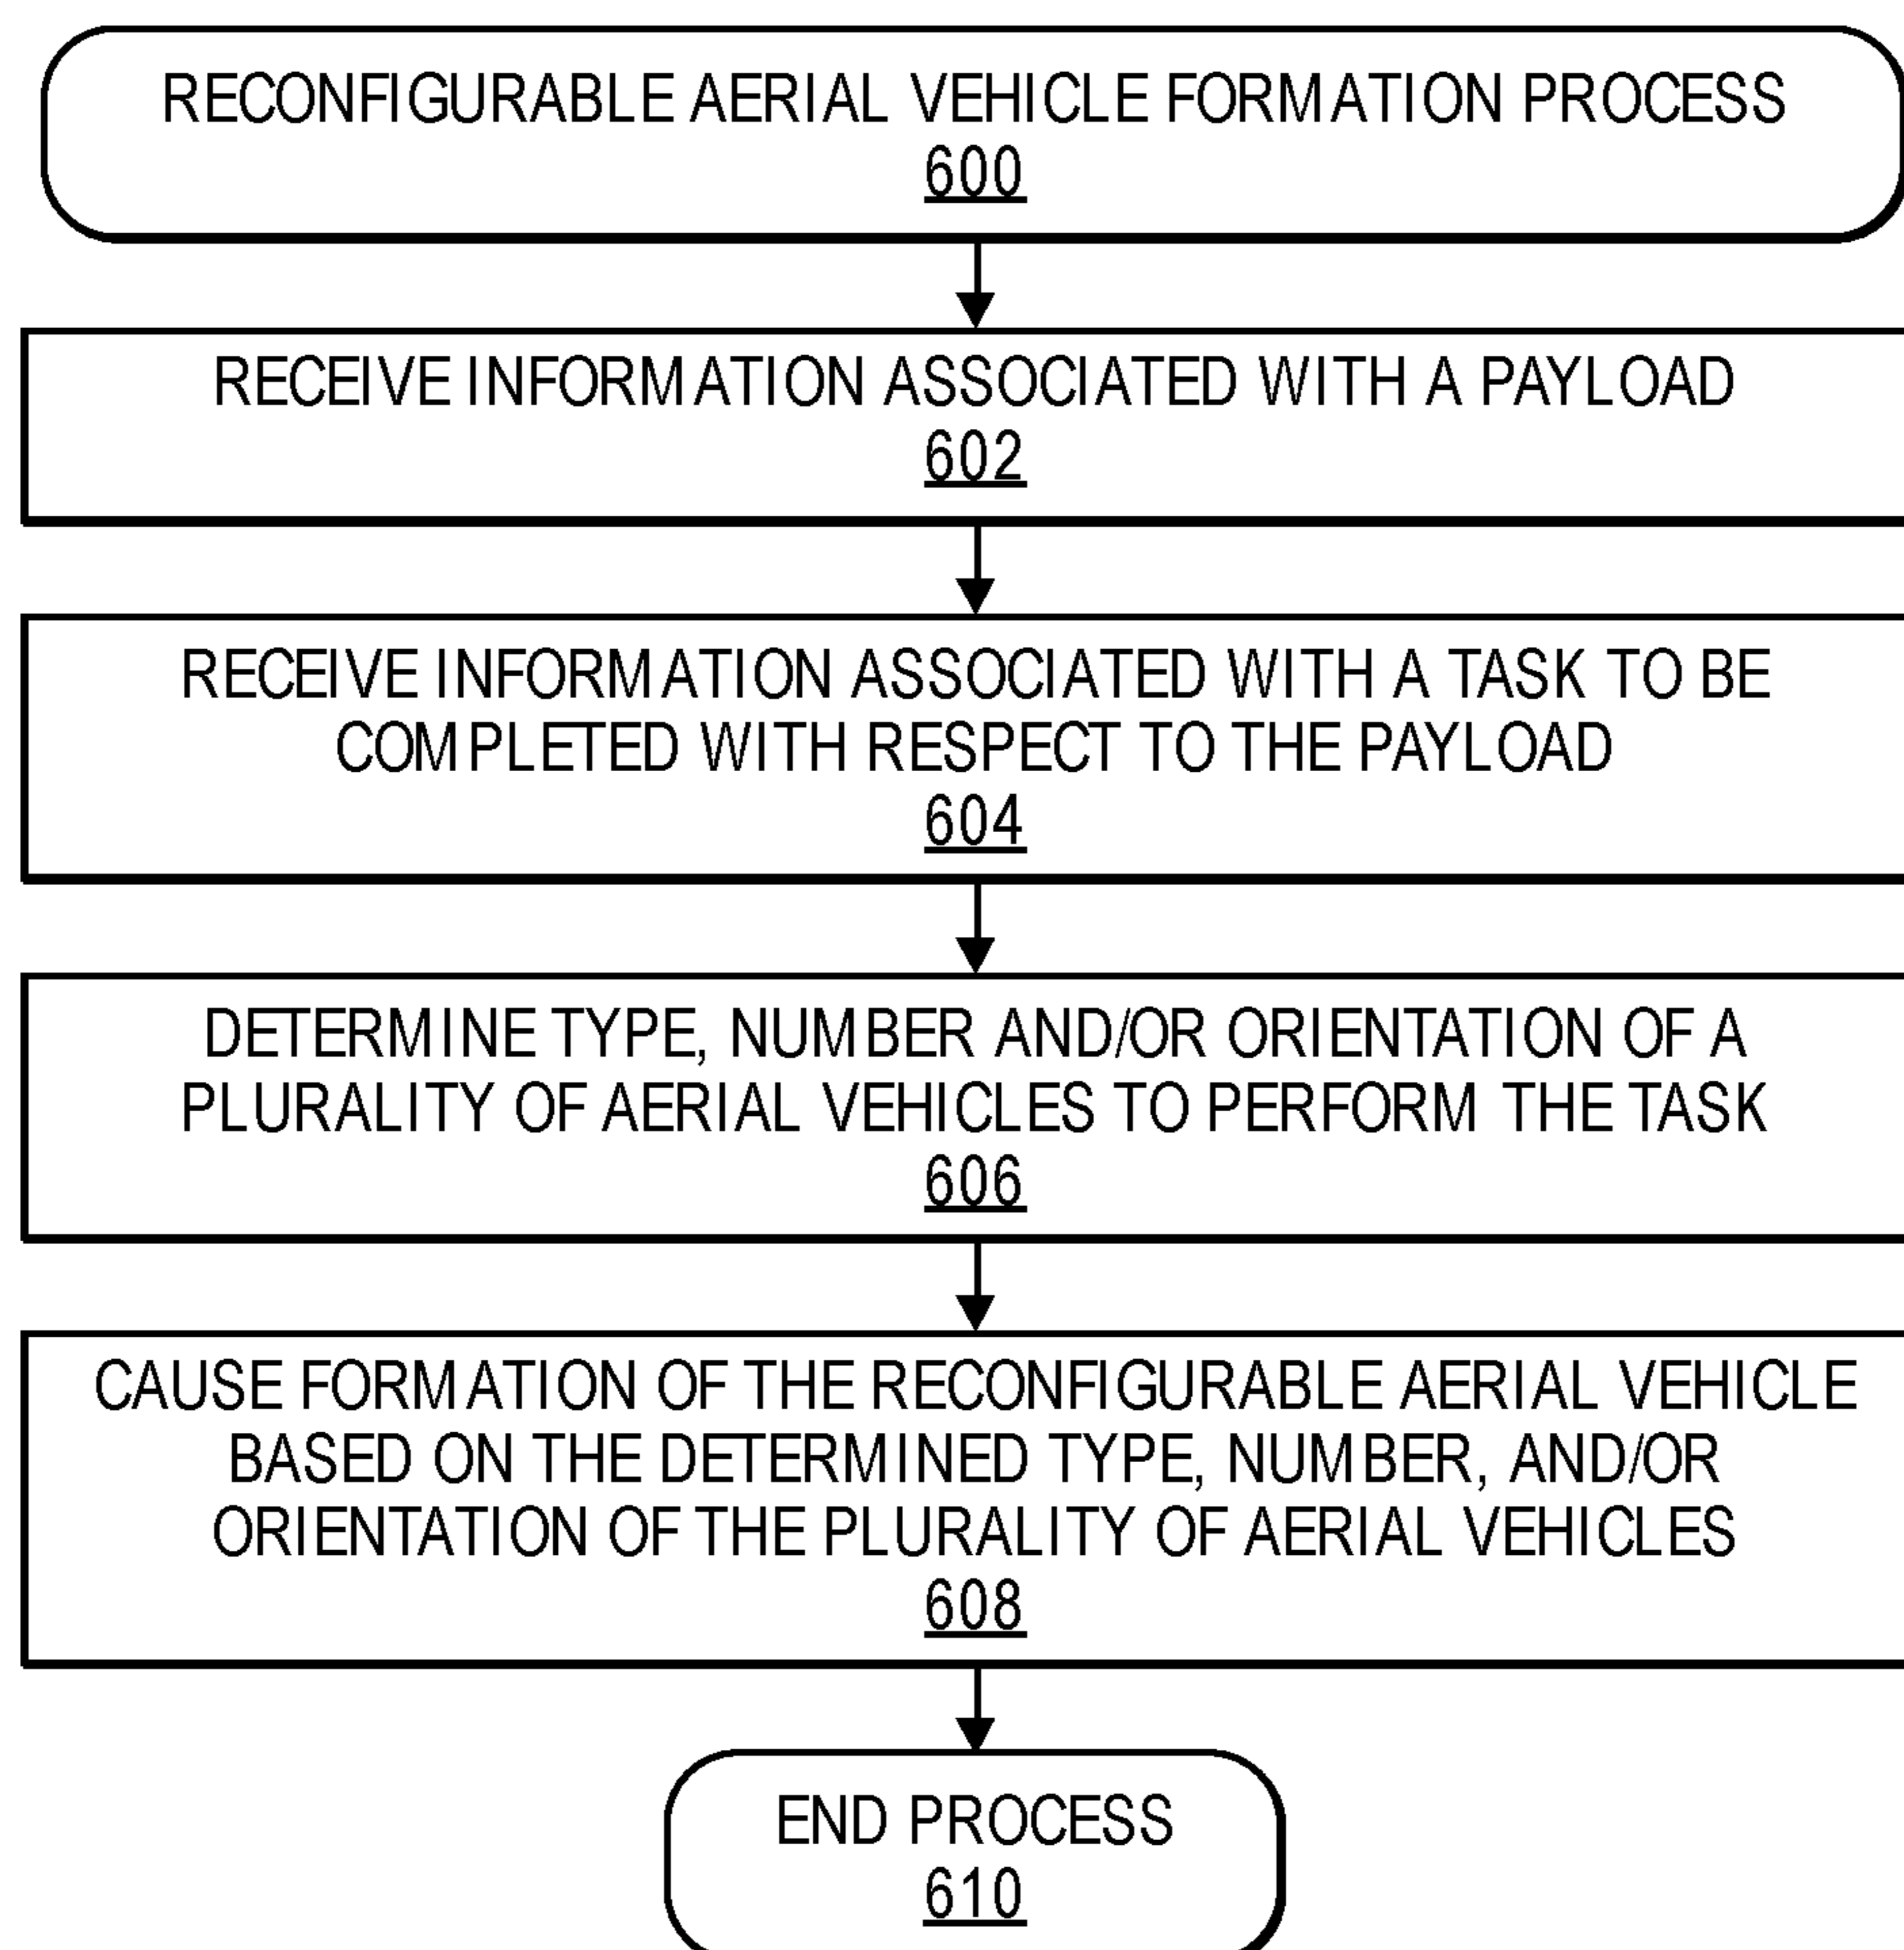 RECONFIGURABLE AERIAL VEHICLE FORMATION PROCESS
600
RECEIVE INFORMATION ASSOCIATED WITH A PAYLOAD
602
RECEIVE INFORMATION ASSOCIATED WITH A TASK TO BE
COMPLETED WITH RESPECT TO THE PAYLOAD
604
DETERMINE TYPE, NUMBER AND/OR ORIENTATION OF A
PLURALITY OF AERIAL VEHICLES TO PERFORM THE TASK
606
CAUSE FORMATION OF THE RECONFIGURABLE AERIAL VEHICLE
BASED ON THE DETERMINED TYPE, NUMBER, AND/OR
ORIENTATION OF THE PLURALITY OF AERIAL VEHICLES
608
END PROCESS
610